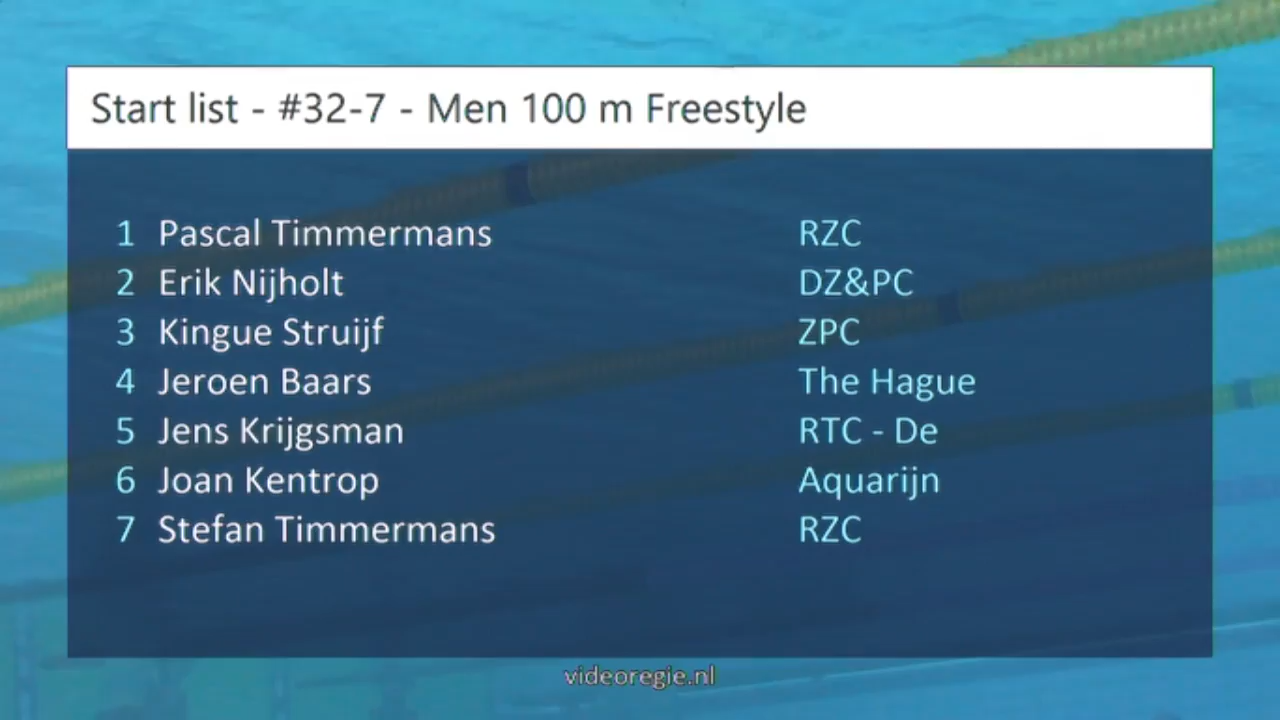 Start list - #32-7 - Men 100 m Freestyle
1 Pascal Timmermans RZC
2 Erik Nijholt DZ&PC
3 Kingue Struijf ZPC
4 Jeroen Baars The Hague
5 Jens Krijgsman RTC - De
6 Joan Kentrop Aquarijn
7 Stefan Timmermans RZC
videoregie.nl